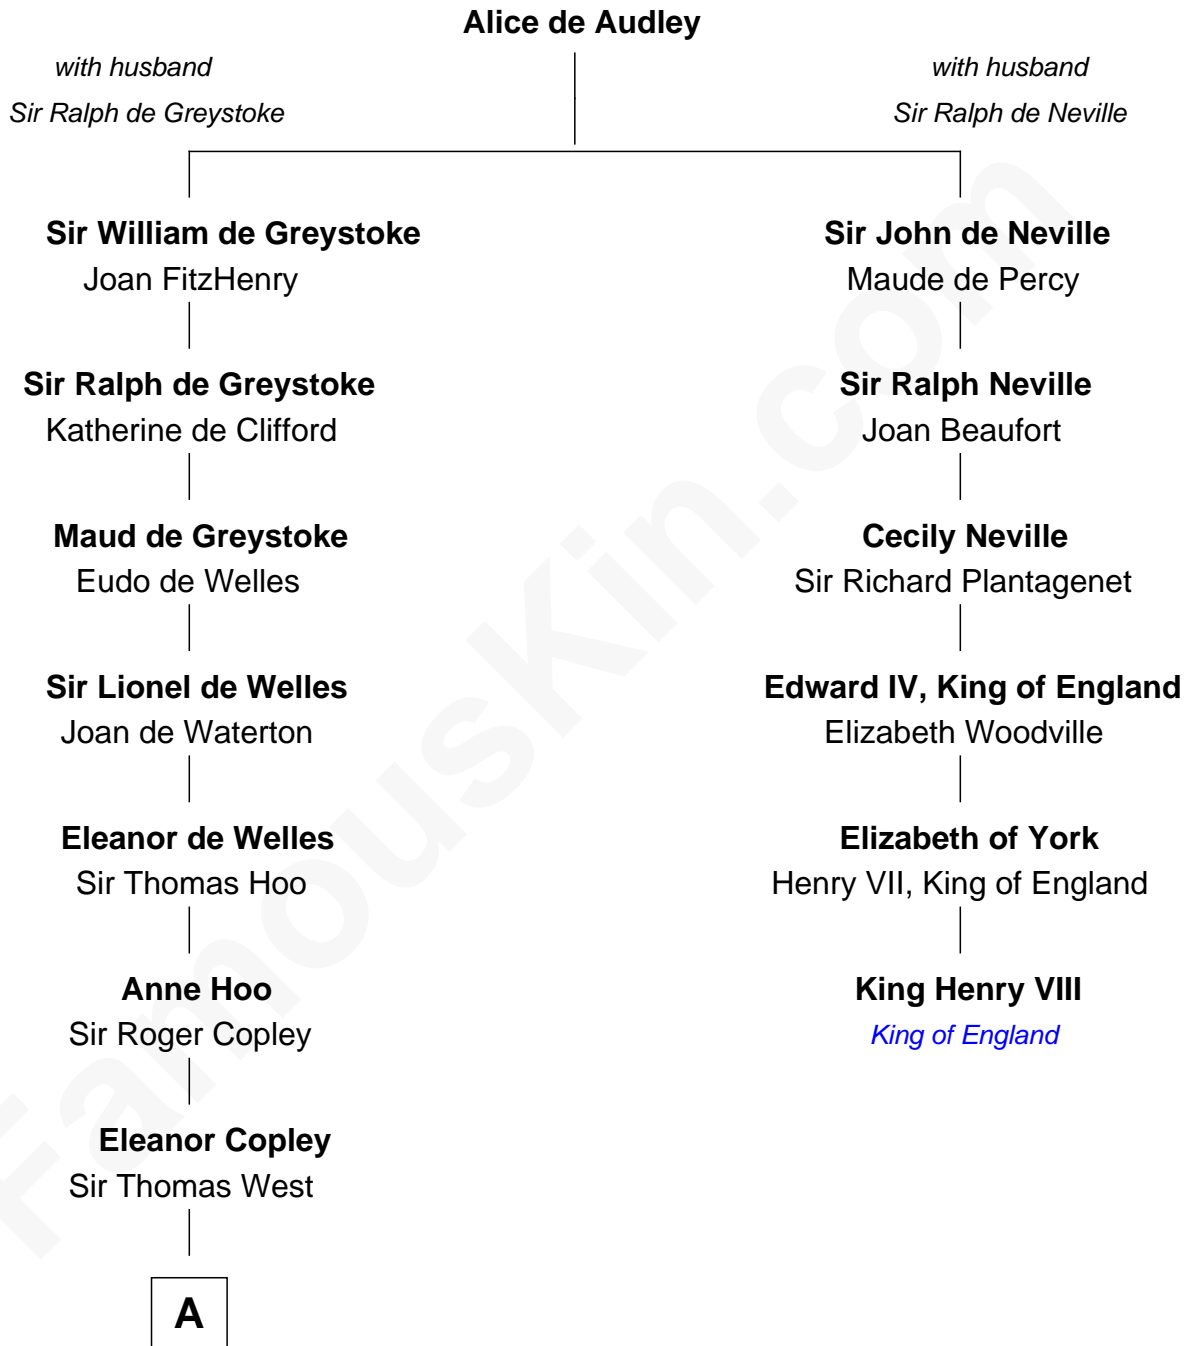 Alice de Audley
with husband
Sir Ralph de Greystoke
with husband
Sir Ralph de Neville
Sir William de Greystoke
Joan FitzHenry
Sir Ralph de Greystoke
Katherine de Clifford
Maud de Greystoke
Eudo de Welles
Sir Lionel de Welles
Joan de Waterton
Eleanor de Welles
Sir Thomas Hoo
Anne Hoo
Sir Roger Copley
Eleanor Copley
Sir Thomas West
A
Sir John de Neville
Maude de Percy
Sir Ralph Neville
Joan Beaufort
Cecily Neville
Sir Richard Plantagenet
Edward IV, King of England
Elizabeth Woodville
Elizabeth of York
Henry VII, King of England
King Henry VIII
King of England
FamousKin.com